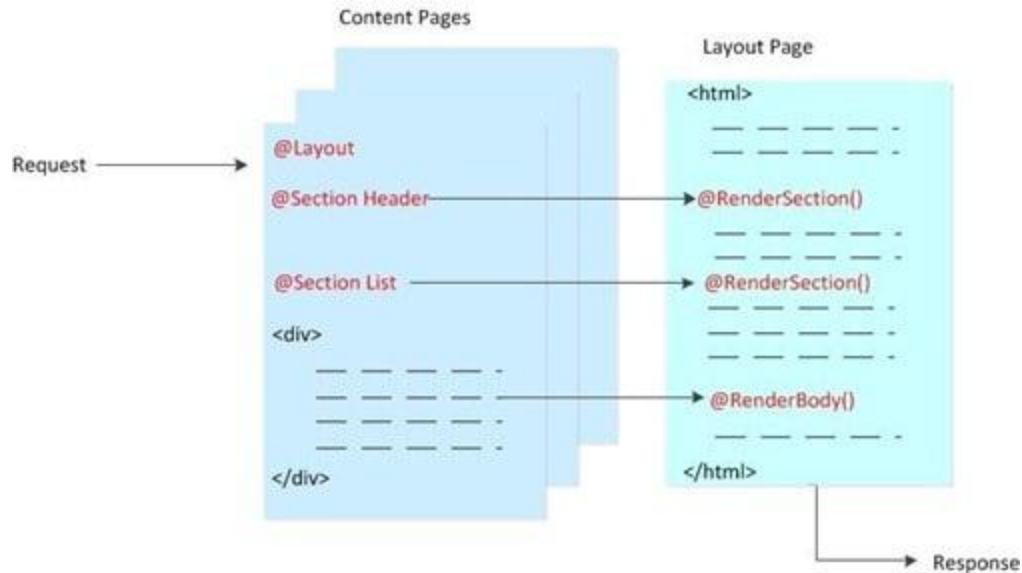 Content Pages
Layout Page
<html>
@Layout
Request
@Section Header
@RenderSection()
@Section List
@RenderSection()
<div>
@RenderBody()
</div>
</html>
Response